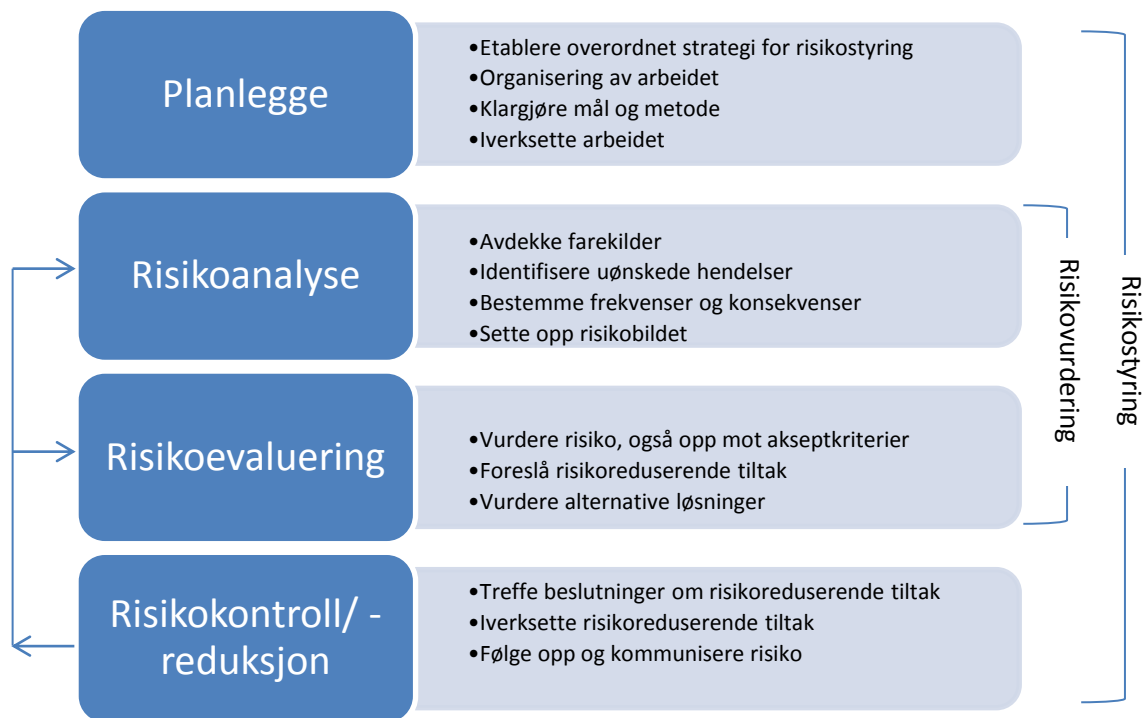 Planlegge
•Etablere overordnet strategi for risikostyring
•Organisering av arbeidet
•Klargjøre mål og metode
•Iverksette arbeidet
Risikoanalyse
•Avdekke farekilder
•Identifisere uønskede hendelser
•Bestemme frekvenser og konsekvenser
•Sette opp risikobildet
Risikoevaluering
•Vurdere risiko, også opp mot akseptkriterier
•Foreslå risikoreduserende tiltak
•Vurdere alternative løsninger
Risikokontroll/ -
reduksjon
•Treffe beslutninger om risikoreduserende tiltak
•Iverksette risikoreduserende tiltak
•Følge opp og kommunisere risiko
Risikovurdering
Risikostyring